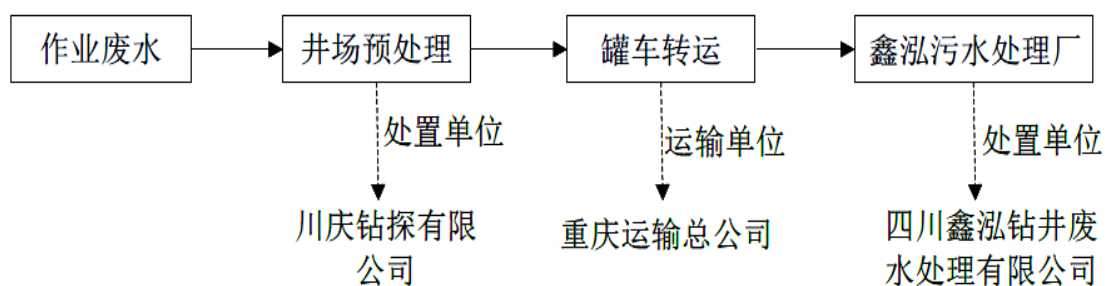 作业废水
井场预处理
罐车转运
鑫泓污水处理厂
处置单位
运输单位
处置单位
川庆钻探有限
公司
重庆运输总公司
四川鑫泓钻井废
水处理有限公司